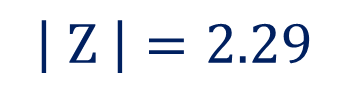 | Z | = 2.29